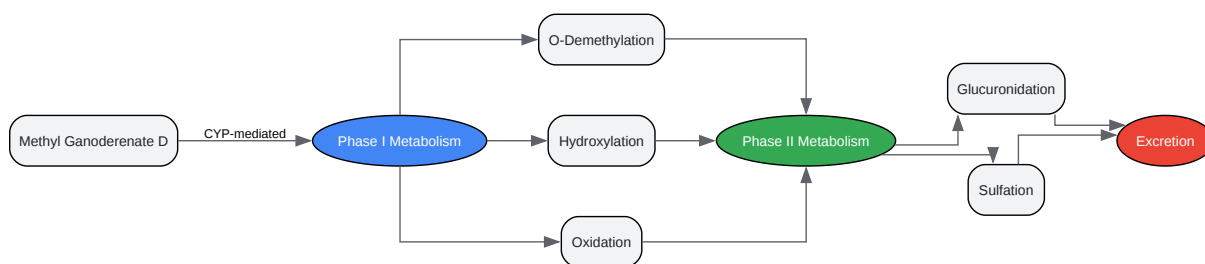 Methyl Ganoderenate D
CYP-mediated
Phase I Metabolism
O-Demethylation
Hydroxylation
Oxidation
Phase II Metabolism
Glucuronidation
Sulfation
Excretion